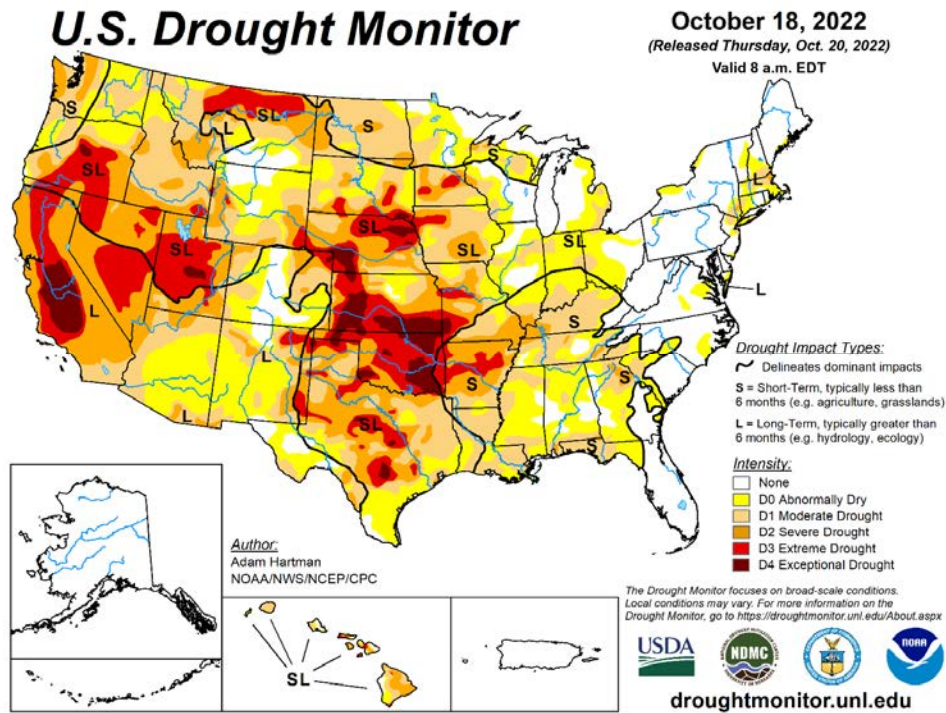 U.S. Drought Monitor
October 18, 2022
(Released Thursday, Oct. 20, 2022)
Valid 8 a.m. EDT
S
SL
L
SL
S
S
L
SL
SL
SL
SL
L
L
S
L
S
S
L
SL
S
Drought Impact Types:
Delineates dominant impacts
S = Short-Term, typically less than
6 months (e.g. agriculture, grasslands)
L = Long-Term, typically greater than
6 months (e.g. hydrology, ecology)
Intensity:
None
D0 Abnormally Dry
D1 Moderate Drought
D2 Severe Drought
D3 Extreme Drought
D4 Exceptional Drought
Author:
Adam Hartman
NOAA/NWS/NCEP/CPC
SL
The Drought Monitor focuses on broad-scale conditions.
Local conditions may vary. For more information on the
Drought Monitor, go to https://droughtmonitor.unl.edu/About.aspx
USDA
NDMC
NOAA
droughtmonitor.unl.edu